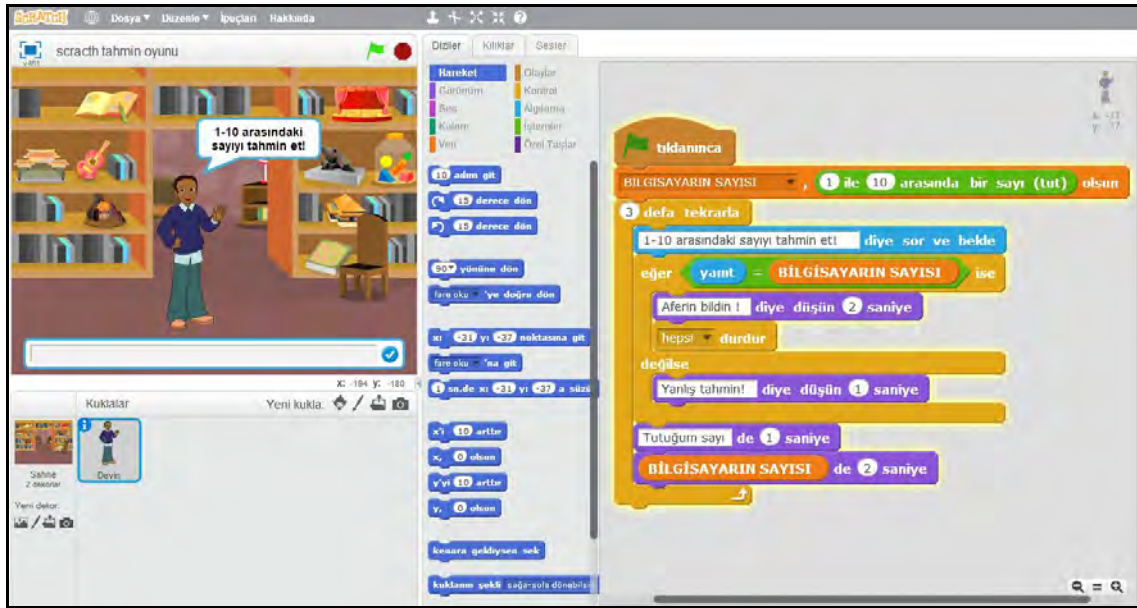 SCRATCH Dosya Düzenle İpuçları Hakkında
scracth tahmin oyunu
1-10 arasındaki
sayıyı tahmin et!
X: -194 y: -180
Kuklalar Yeni kukla:
Sahne
2 dekorlar
Devin
Yeni dekor:
Diziler Kılıklar Sesler
Hareket Olaylar
Görünüm Kontrol
Ses Algılama
Kalem İşlemler
Veri Özel Taşlar
10 adım git
15 derece dön
15 derece dön
90 yönüne dön
fare oku 'ye doğru dön
x: -31 y: -37 noktasına git
fare oku 'na git
1 sn.de x: -31 y: -37 a süzü
x'i 10 arttır
x, 0 olsun
y'yi 10 arttır
y, 0 olsun
kenara geldiysen sek
kuklanın şekli sağa-sola dönebilsi
tıklanınca
BİLGİSAYARIN SAYISI , 1 ile 10 arasında bir sayı (tut) olsun
3 defa tekrarla
1-10 arasındaki sayıyı tahmin et! diye sor ve bekle
eğer yanıt = BİLGİSAYARIN SAYISI ise
Aferin bildin ! diye düşün 2 saniye
hepsi durdur
değilse
Yanlış tahmin! diye düşün 1 saniye
Tutuğum sayı de 1 saniye
BİLGİSAYARIN SAYISI de 2 saniye